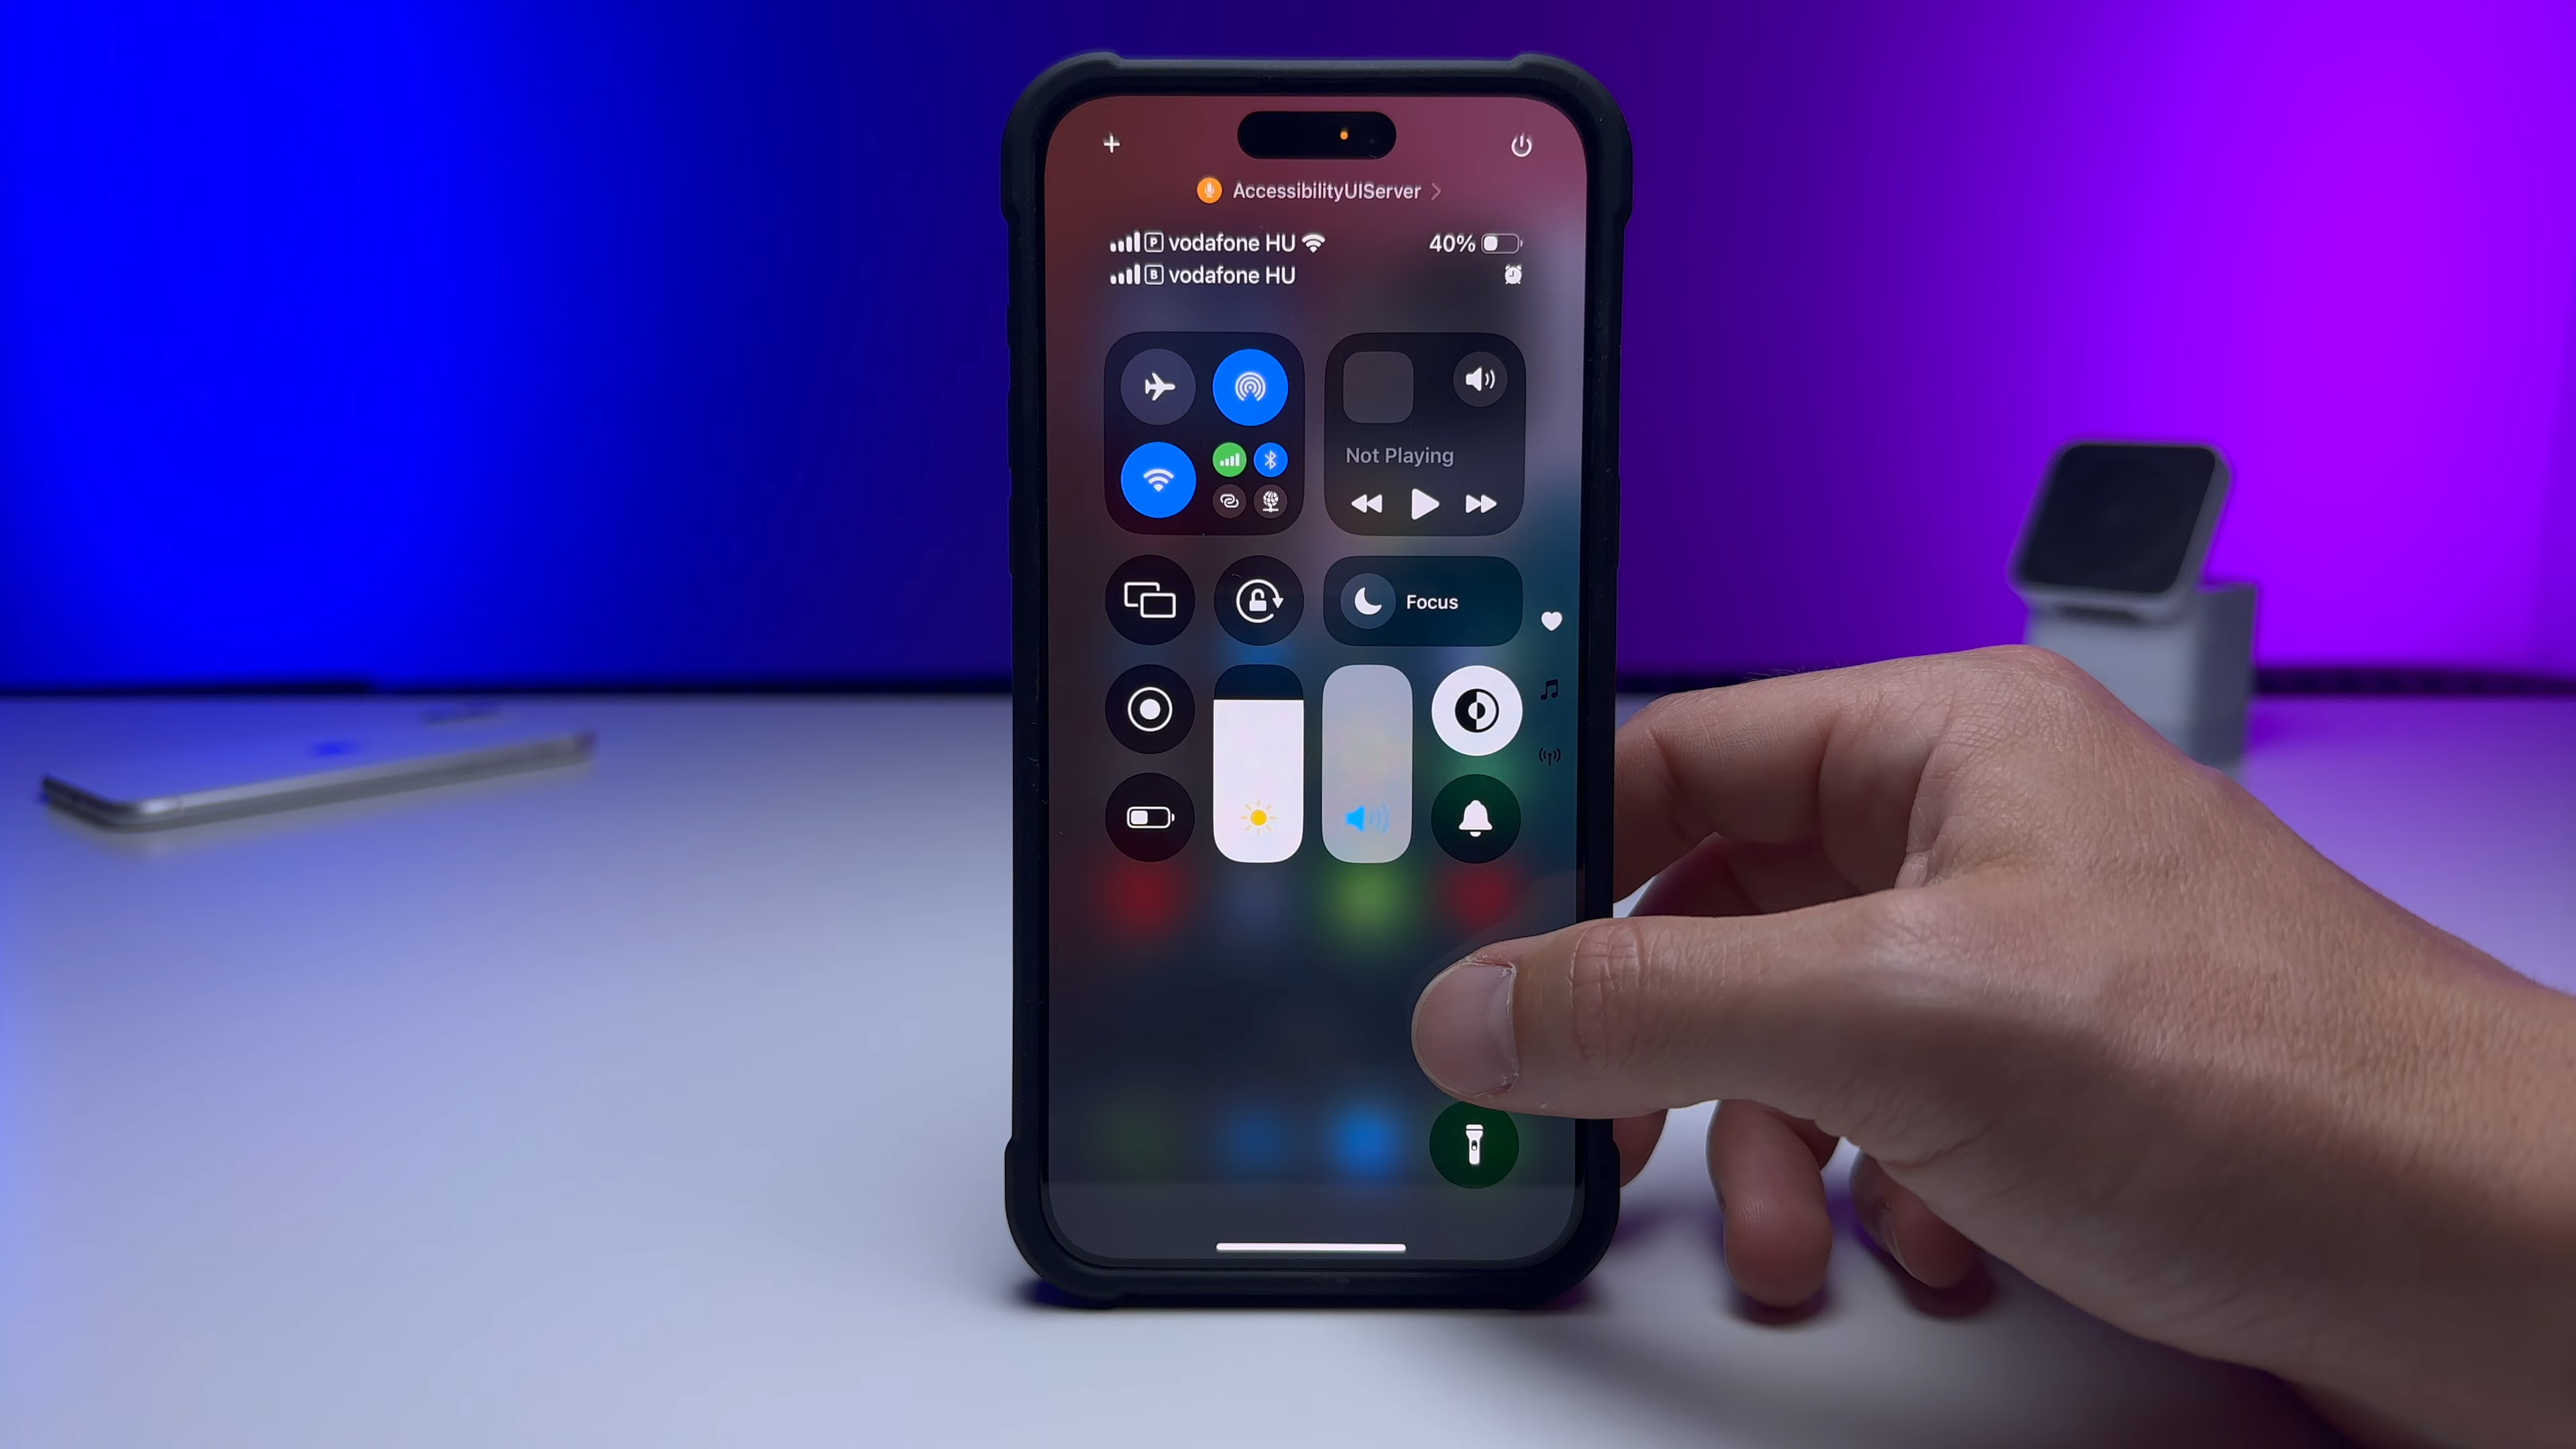 AccessibilityUIServer
P vodafone HU 40%
B vodafone HU
Not Playing
Focus